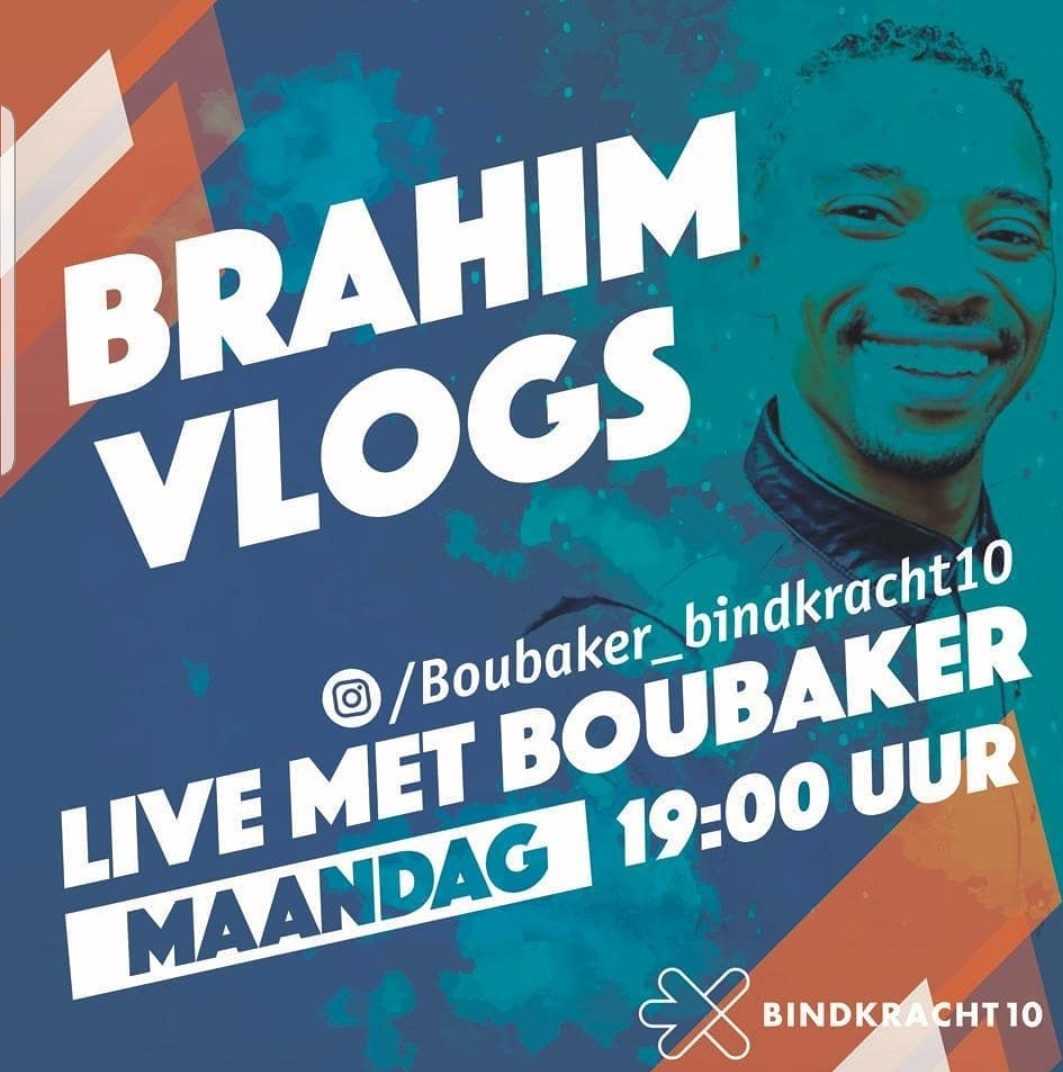 BRAHIM
VLOGS
/Boubaker_bindkracht10
LIVE MET BOUBAKER
MAANDAG 19:00 UUR
BINDKRACHT10